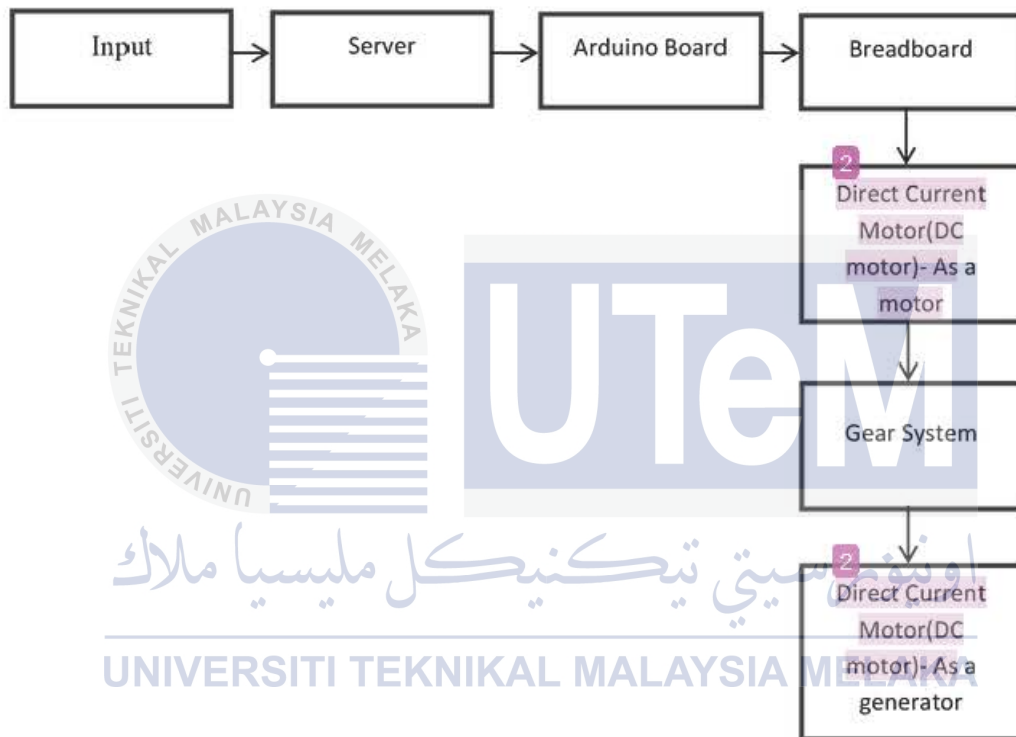 Input
Server
Arduino Board
Breadboard
2
Direct Current
Motor(DC
motor)- As a
motor
Gear System
2
Direct Current
Motor(DC
motor)- As a
generator
UNIVERSITI TEKNIKAL MALAYSIA MELAKA
UTeM
اونيۏرسيتي تيكنيكل مليسيا ملاك
UNIVERSITI TEKNIKAL MALAYSIA MELAKA